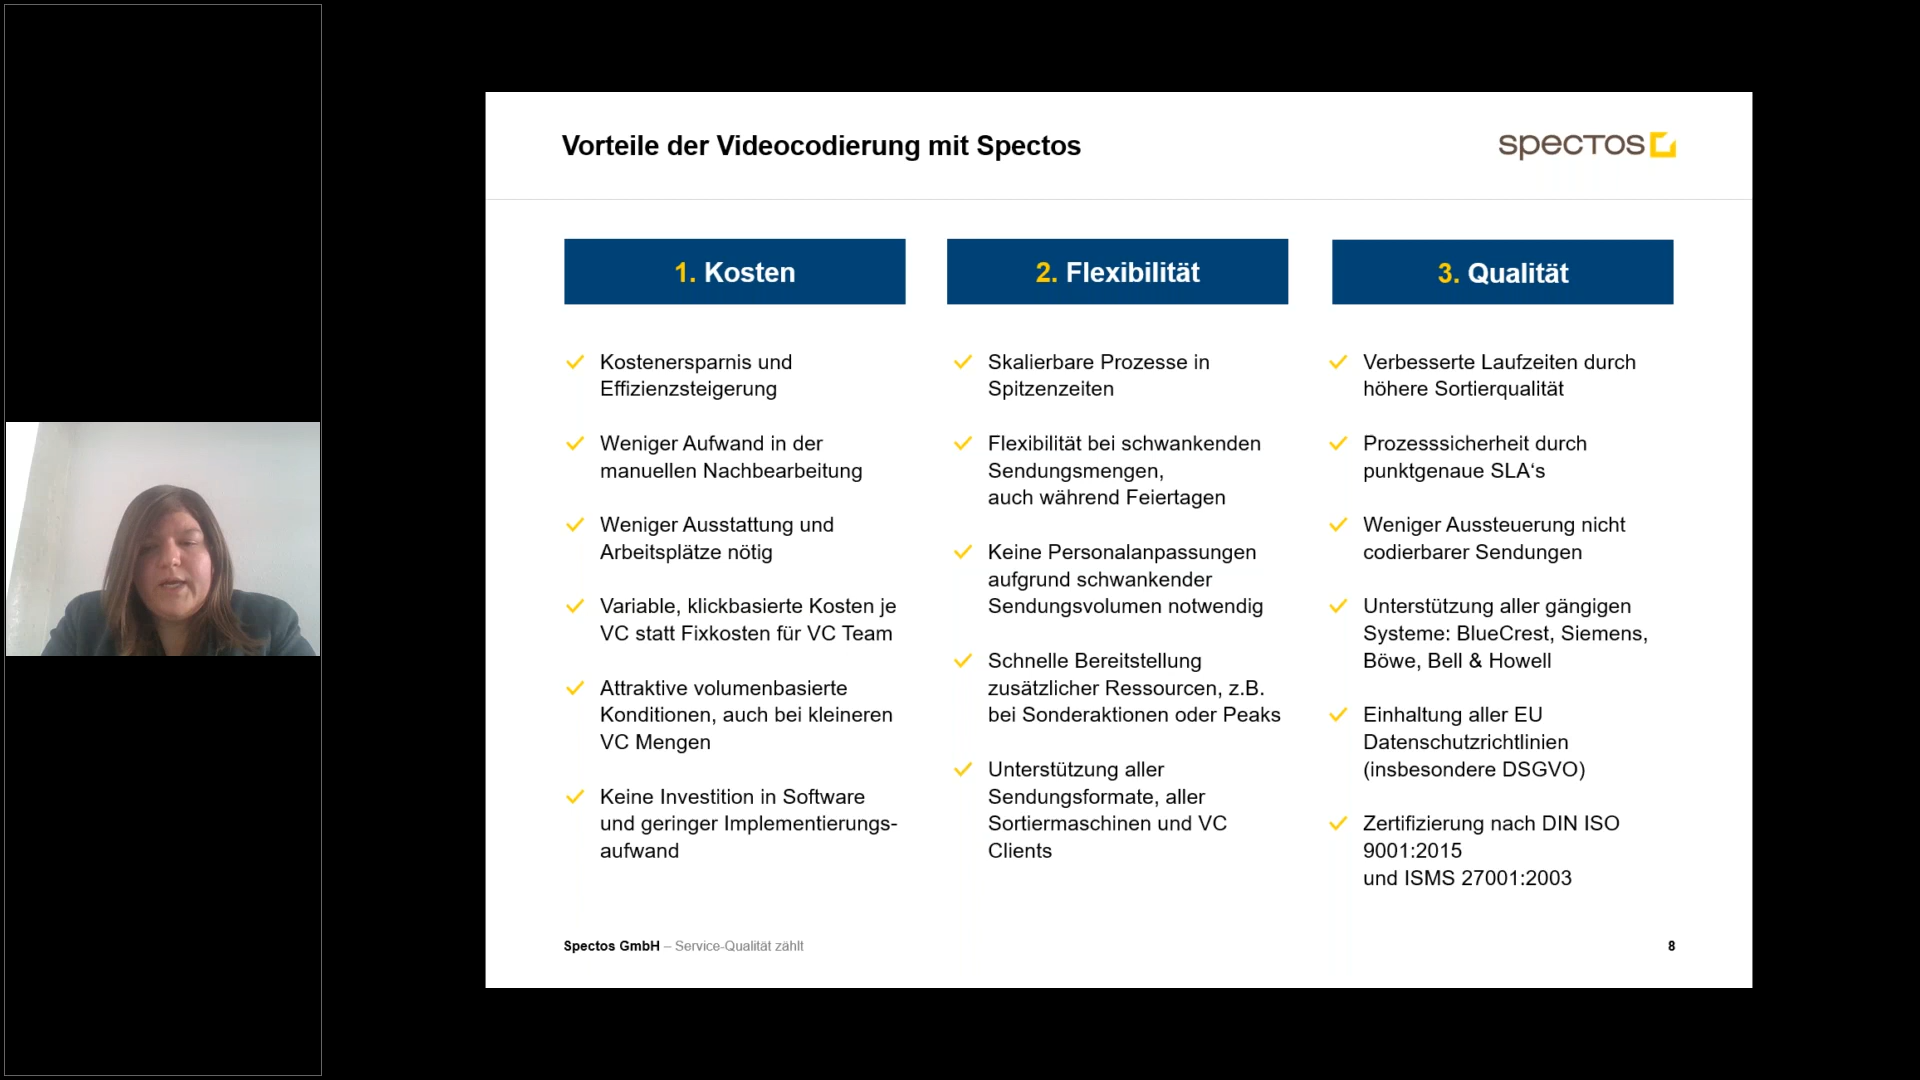 Vorteile der Videocodierung mit Spectos
spectos
1. Kosten
Kostenersparnis und
Effizienzsteigerung
Weniger Aufwand in der
manuellen Nachbearbeitung
Weniger Ausstattung und
Arbeitsplätze nötig
Variable, klickbasierte Kosten je
VC statt Fixkosten für VC Team
Attraktive volumenbasierte
Konditionen, auch bei kleineren
VC Mengen
Keine Investition in Software
und geringer Implementierungs-
aufwand
2. Flexibilität
Skalierbare Prozesse in
Spitzenzeiten
Flexibilität bei schwankenden
Sendungsmengen,
auch während Feiertagen
Keine Personalanpassungen
aufgrund schwankender
Sendungsvolumen notwendig
Schnelle Bereitstellung
zusätzlicher Ressourcen, z.B.
bei Sonderaktionen oder Peaks
Unterstützung aller
Sendungsformate, aller
Sortiermaschinen und VC
Clients
3. Qualität
Verbesserte Laufzeiten durch
höhere Sortierqualität
Prozesssicherheit durch
punktgenaue SLA‘s
Weniger Aussteuerung nicht
codierbarer Sendungen
Unterstützung aller gängigen
Systeme: BlueCrest, Siemens,
Böwe, Bell & Howell
Einhaltung aller EU
Datenschutzrichtlinien
(insbesondere DSGVO)
Zertifizierung nach DIN ISO
9001:2015
und ISMS 27001:2003
Spectos GmbH – Service-Qualität zählt
8